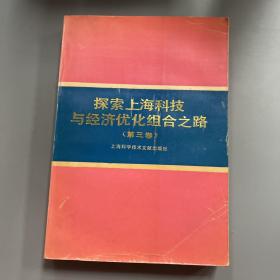 探索上海科技
与经济优化组合之路
（第三卷）
上海科学技术文献出版社